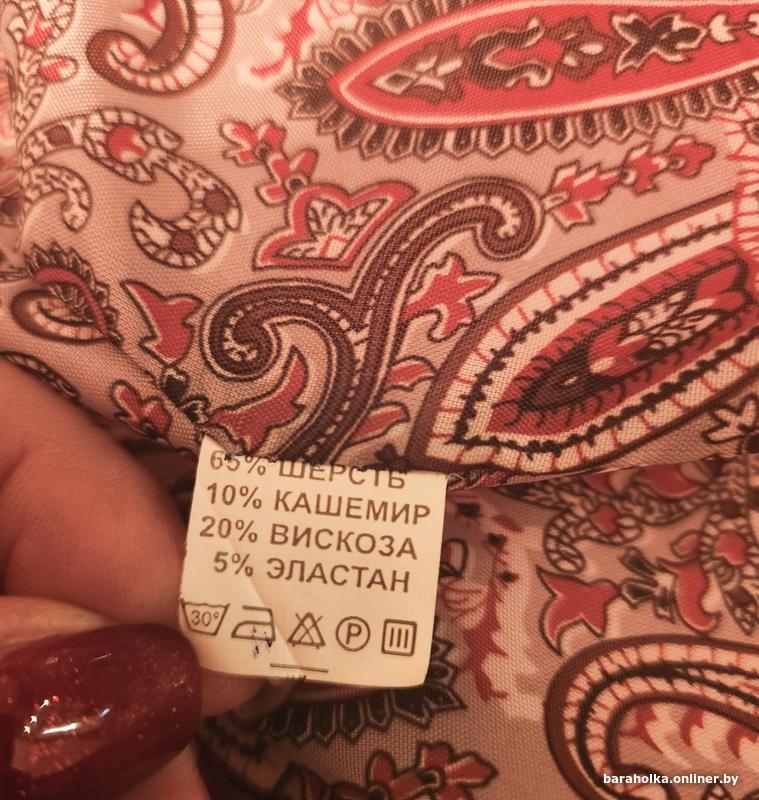 65% ШЕРСТЬ
10% КАШЕМИР
20% ВИСКОЗА
5% ЭЛАСТАН
30° P
baraholka.onliner.by